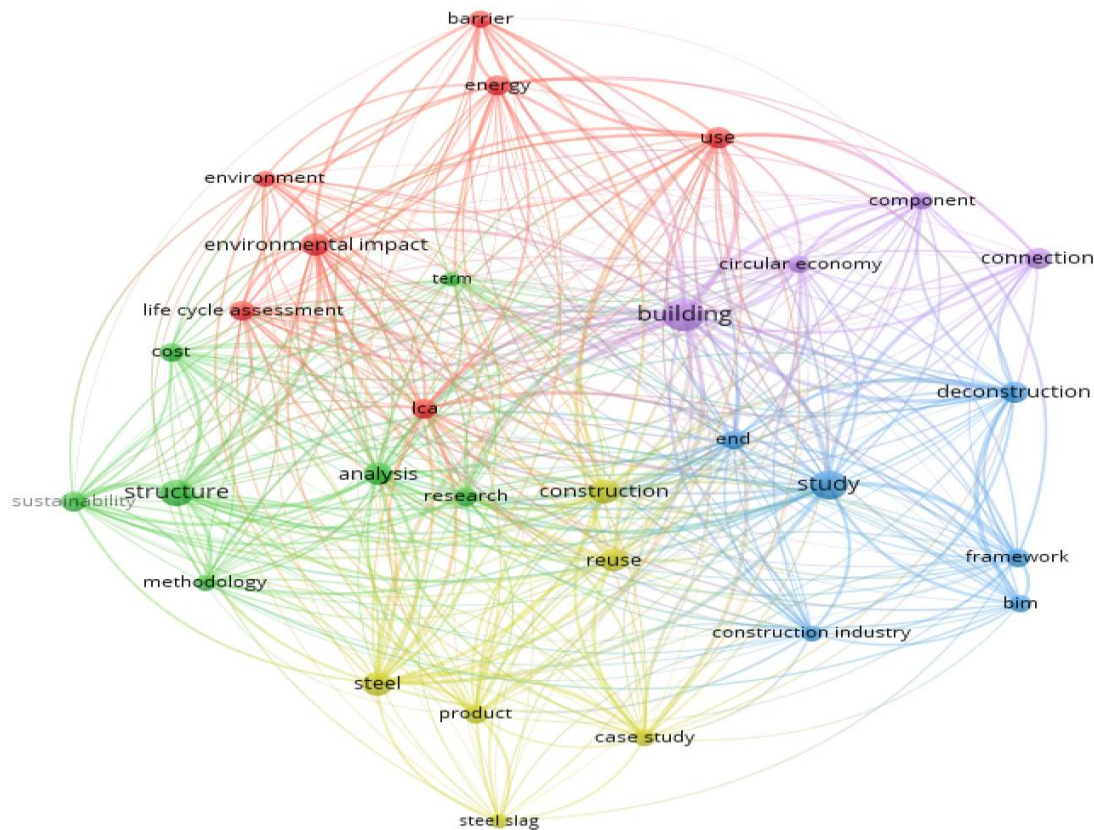 barrier
energy
use
environment
component
environmental impact
circular economy
connection
term
life cycle assessment
building
cost
deconstruction
lca
end
analysis
study
structure
sustainability
research
construction
reuse
framework
methodology
bim
construction industry
steel
product
case study
steel slag